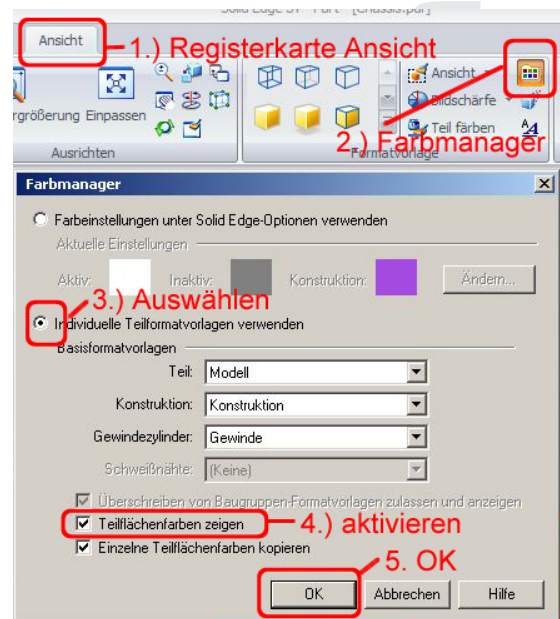 Solid Edge ST - Part - [Chassis.par]
Ansicht
1.) Registerkarte Ansicht
rgrößerung Einpassen
Ansicht
Bildschärfe
Teil färben
2.) Farbmanager
Ausrichten
Formatvorlage
Farbmanager
Farbeinstellungen unter Solid Edge-Optionen verwenden
Aktuelle Einstellungen
Aktiv: Inaktiv: Konstruktion: Ändern...
3.) Auswählen
Individuelle Teilformatvorlagen verwenden
Basisformatvorlagen
Teil: Modell
Konstruktion: Konstruktion
Gewindezylinder: Gewinde
Schweißnähte: (Keine)
Überschreiben von Baugruppen-Formatvorlagen zulassen und anzeigen
Teilflächenfarben zeigen 4.) aktivieren
Einzelne Teilflächenfarben kopieren
5. OK
OK Abbrechen Hilfe